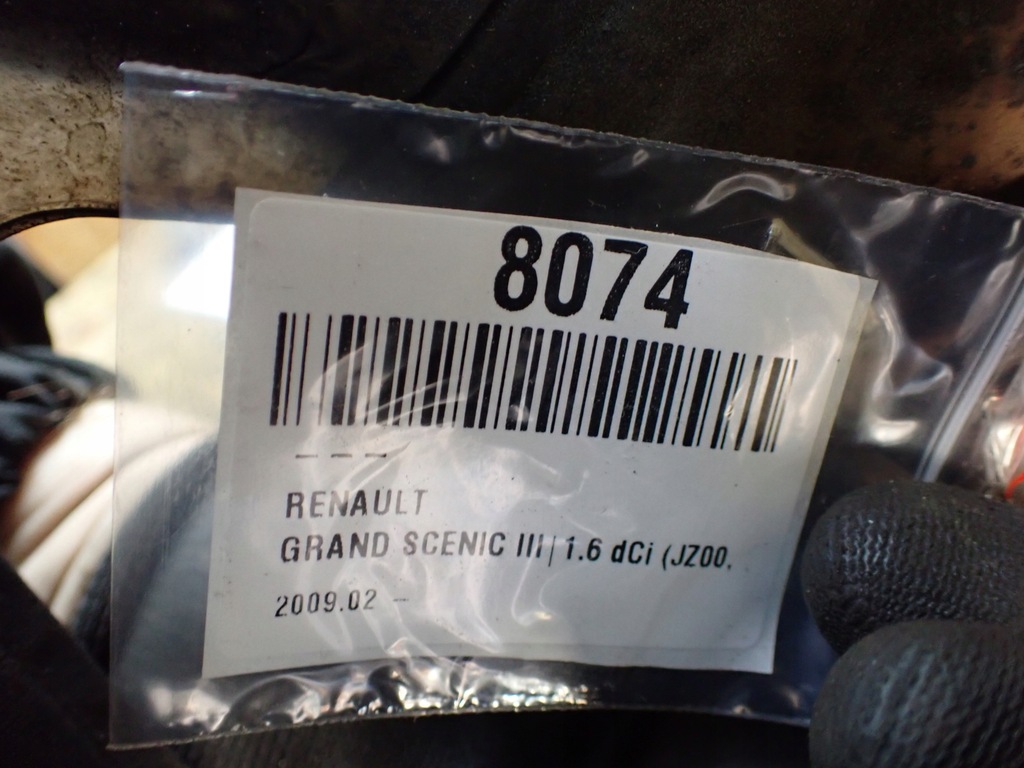 8074
---
RENAULT
GRAND SCENIC III | 1.6 dCi (JZ00,
2009.02 -